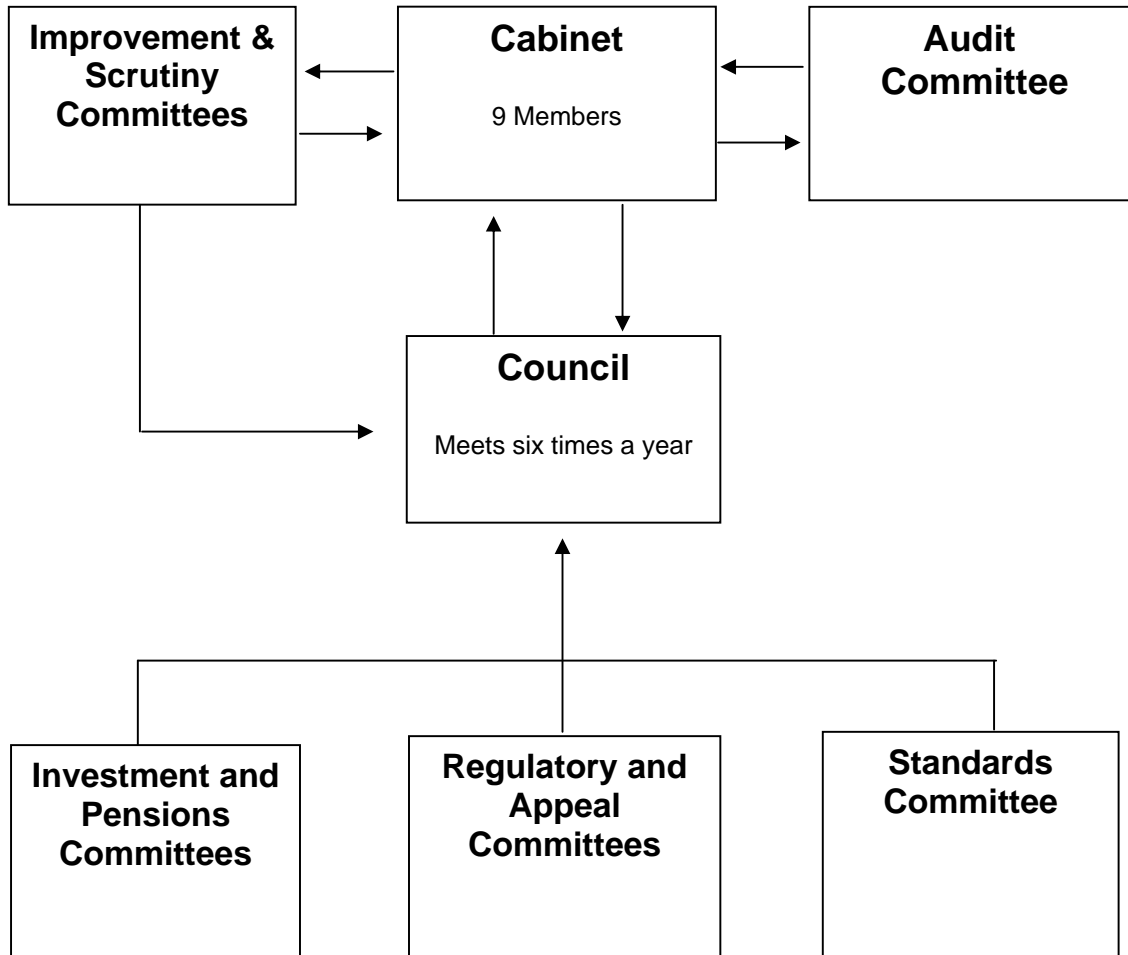 Improvement &
Scrutiny
Committees
Cabinet
9 Members
Audit
Committee
Council
Meets six times a year
Investment and
Pensions
Committees
Regulatory and
Appeal
Committees
Standards
Committee